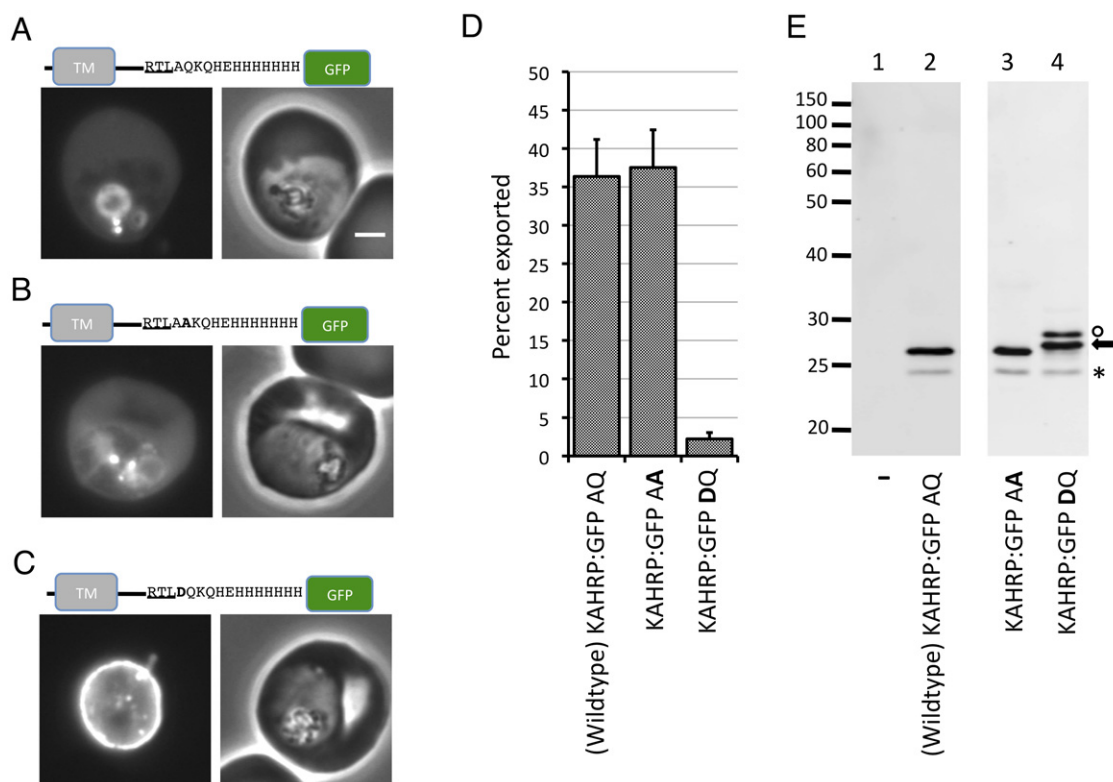 A
TM RTLAQKQHEHHHHHHH GFP
B
TM RTLAAKQHEHHHHHHH GFP
C
TM RTLDQKQHEHHHHHHH GFP
D
Percent exported
50
45
40
35
30
25
20
15
10
5
0
(Wildtype) KAHRP:GFP AQ
KAHRP:GFP AA
KAHRP:GFP DQ
E
1 2 3 4
150
100
80
60
50
40
30
25
20
*
-
(Wildtype) KAHRP:GFP AQ
KAHRP:GFP AA
KAHRP:GFP DQ